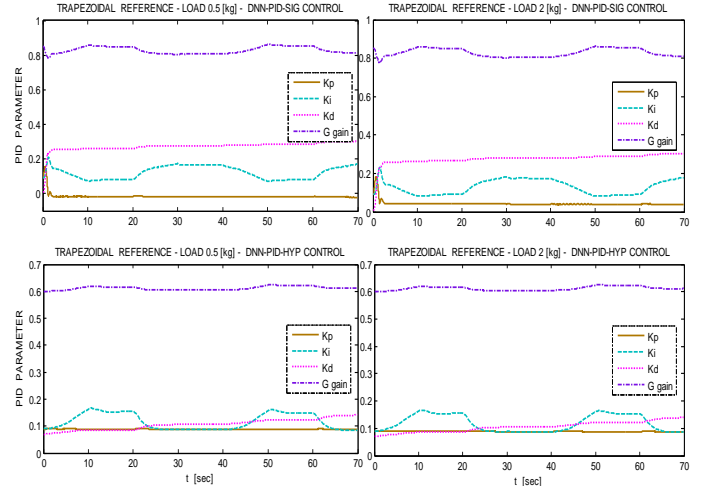 TRAPEZOIDAL REFERENCE - LOAD 0.5 [kg] - DNN-PID-SIG CONTROL
1
0.8
0.6
0.4
0.2
0
PID PARAMETER
Kp
Ki
Kd
G gain
0 10 20 30 40 50 60 70
TRAPEZOIDAL REFERENCE - LOAD 2 [kg] - DNN-PID-SIG CONTROL
1
0.8
0.6
0.4
0.2
0
Kp
Ki
Kd
G gain
0 10 20 30 40 50 60 70
TRAPEZOIDAL REFERENCE - LOAD 0.5 [kg] - DNN-PID-HYP CONTROL
0.7
0.6
0.5
0.4
0.3
0.2
0.1
0
PID PARAMETER
Kp
Ki
Kd
G gain
0 10 20 30 40 50 60 70
t [sec]
TRAPEZOIDAL REFERENCE - LOAD 2 [kg] - DNN-PID-HYP CONTROL
0.7
0.6
0.5
0.4
0.3
0.2
0.1
0
Kp
Ki
Kd
G gain
0 10 20 30 40 50 60 70
t [sec]